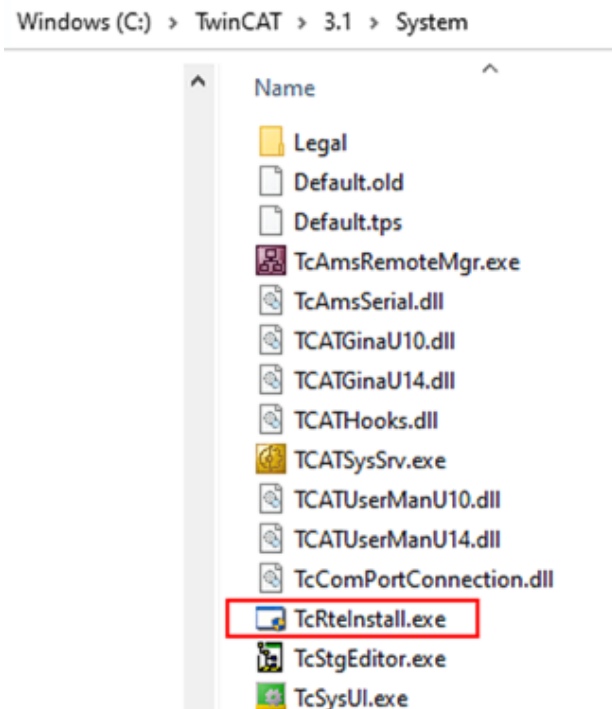 Windows (C:) > TwinCAT > 3.1 > System
Name
Legal
Default.old
Default.tps
TcAmsRemoteMgr.exe
TcAmsSerial.dll
TCATGinaU10.dll
TCATGinaU14.dll
TCATHooks.dll
TCATSysSrv.exe
TCATUserManU10.dll
TCATUserManU14.dll
TcComPortConnection.dll
TcRteInstall.exe
TcStgEditor.exe
TcSysUI.exe